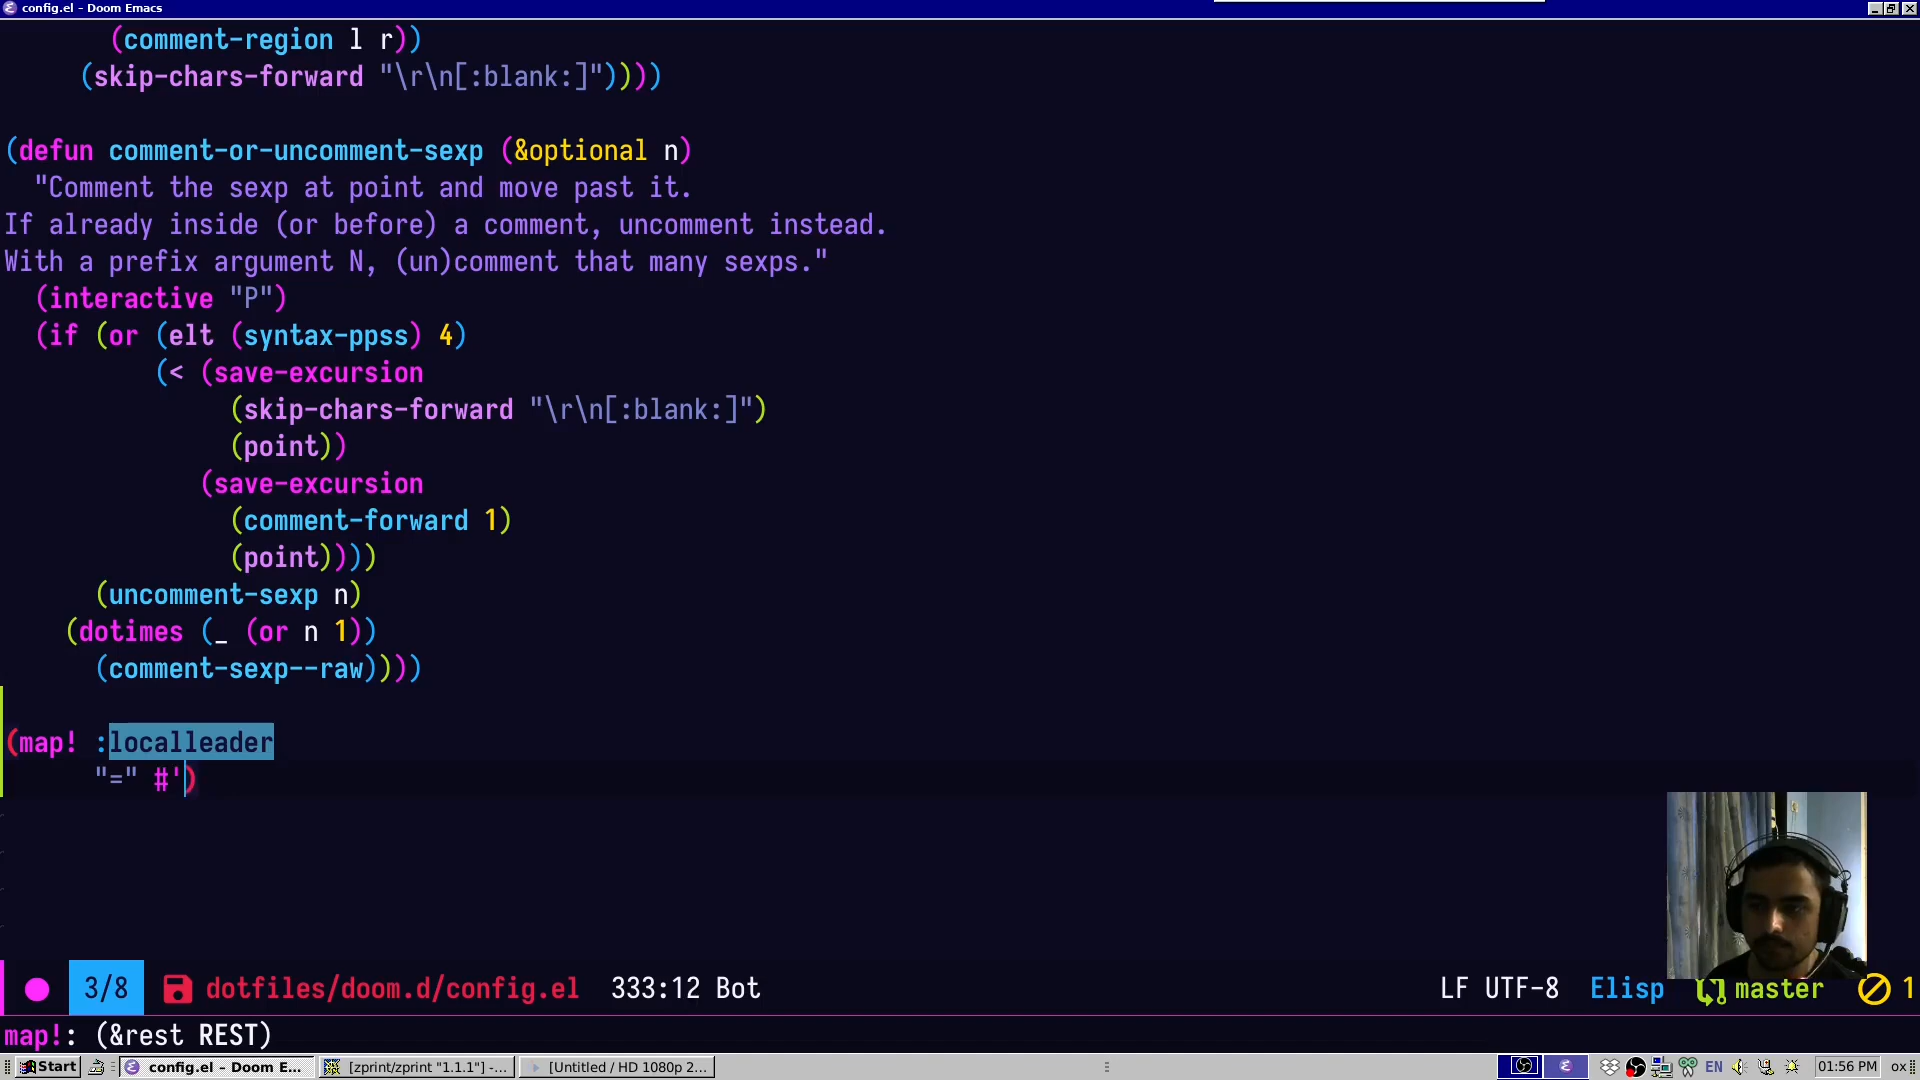 config.el - Doom Emacs
(comment-region l r))
(skip-chars-forward "\r\n[:blank:]"))))
(defun comment-or-uncomment-sexp (&optional n)
"Comment the sexp at point and move past it.
If already inside (or before) a comment, uncomment instead.
With a prefix argument N, (un)comment that many sexps."
(interactive "P")
(if (or (elt (syntax-ppss) 4)
(< (save-excursion
(skip-chars-forward "\r\n[:blank:]")
(point))
(save-excursion
(comment-forward 1)
(point))))
(uncomment-sexp n)
(dotimes (_ (or n 1))
(comment-sexp--raw))))
(map! :localleader
"=" #')
3/8 dotfiles/doom.d/config.el 333:12 Bot LF UTF-8 Elisp master 1
map!: (&rest REST)
Start config.el - Doom E... [zprint/zprint "1.1.1"] -... [Untitled / HD 1080p 2... EN 01:56 PM ox